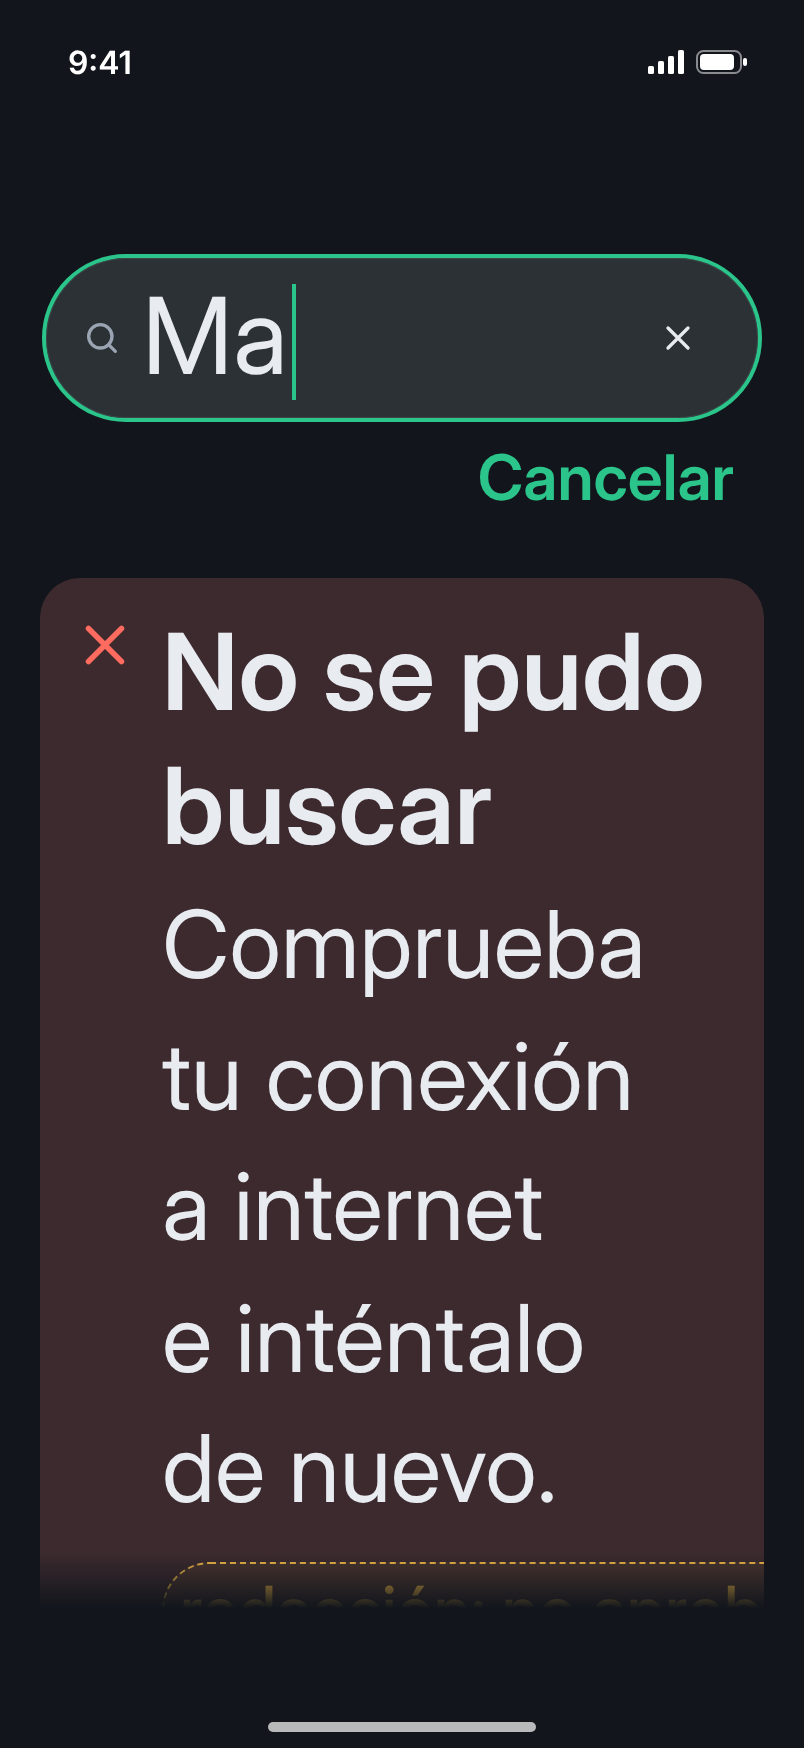 9:41
Ma
Cancelar
No se pudo
buscar
Comprueba
tu conexión
a internet
e inténtalo
de nuevo.